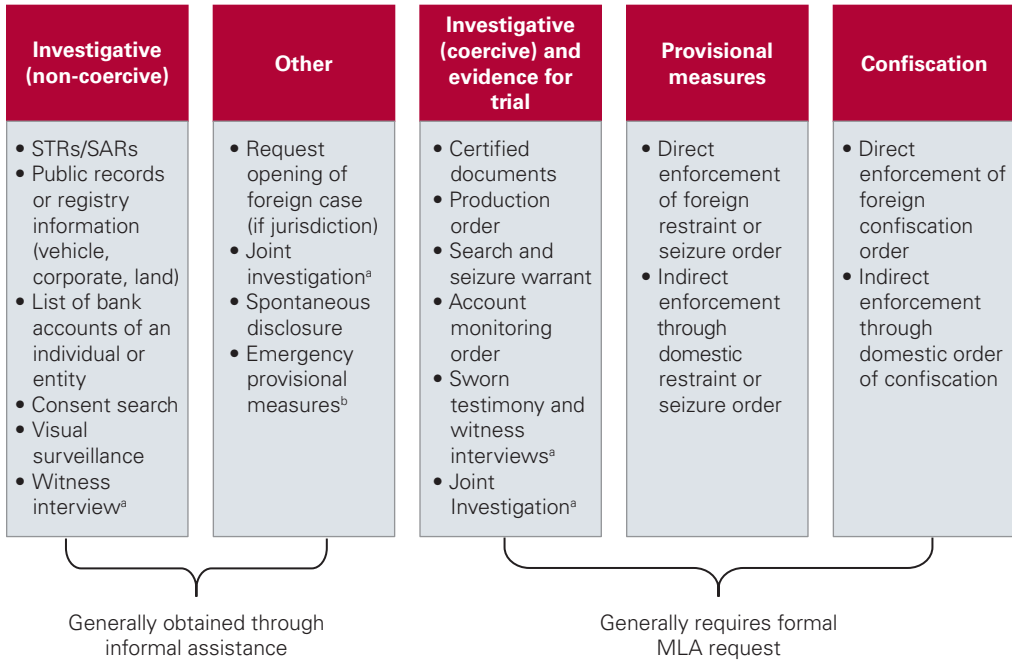 Investigative
(non-coercive)
• STRs/SARs
• Public records
or registry
information
(vehicle,
corporate, land)
• List of bank
accounts of an
individual or
entity
• Consent search
• Visual
surveillance
• Witness
interviewᵃ
Other
• Request
opening of
foreign case
(if jurisdiction)
• Joint
investigationᵃ
• Spontaneous
disclosure
• Emergency
provisional
measuresᵇ
Investigative
(coercive) and
evidence for
trial
• Certified
documents
• Production
order
• Search and
seizure warrant
• Account
monitoring
order
• Sworn
testimony and
witness
interviewsᵃ
• Joint
Investigationᵃ
Provisional
measures
• Direct
enforcement
of foreign
restraint or
seizure order
• Indirect
enforcement
through
domestic
restraint or
seizure order
Confiscation
• Direct
enforcement of
foreign
confiscation
order
• Indirect
enforcement
through
domestic order
of confiscation
Generally obtained through
informal assistance
Generally requires formal
MLA request